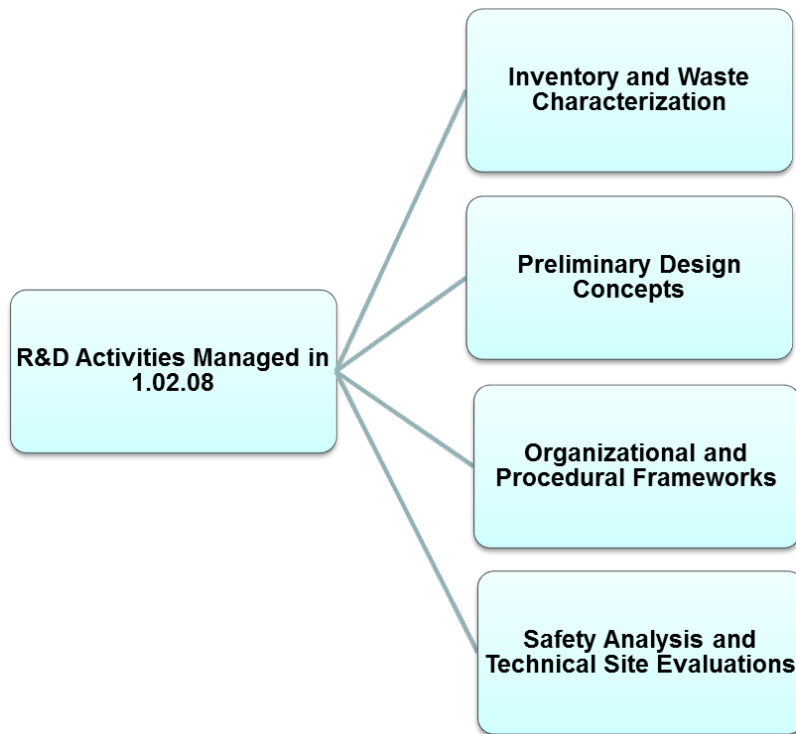 Inventory and Waste
Characterization
Preliminary Design
Concepts
R&D Activities Managed in
1.02.08
Organizational and
Procedural Frameworks
Safety Analysis and
Technical Site Evaluations